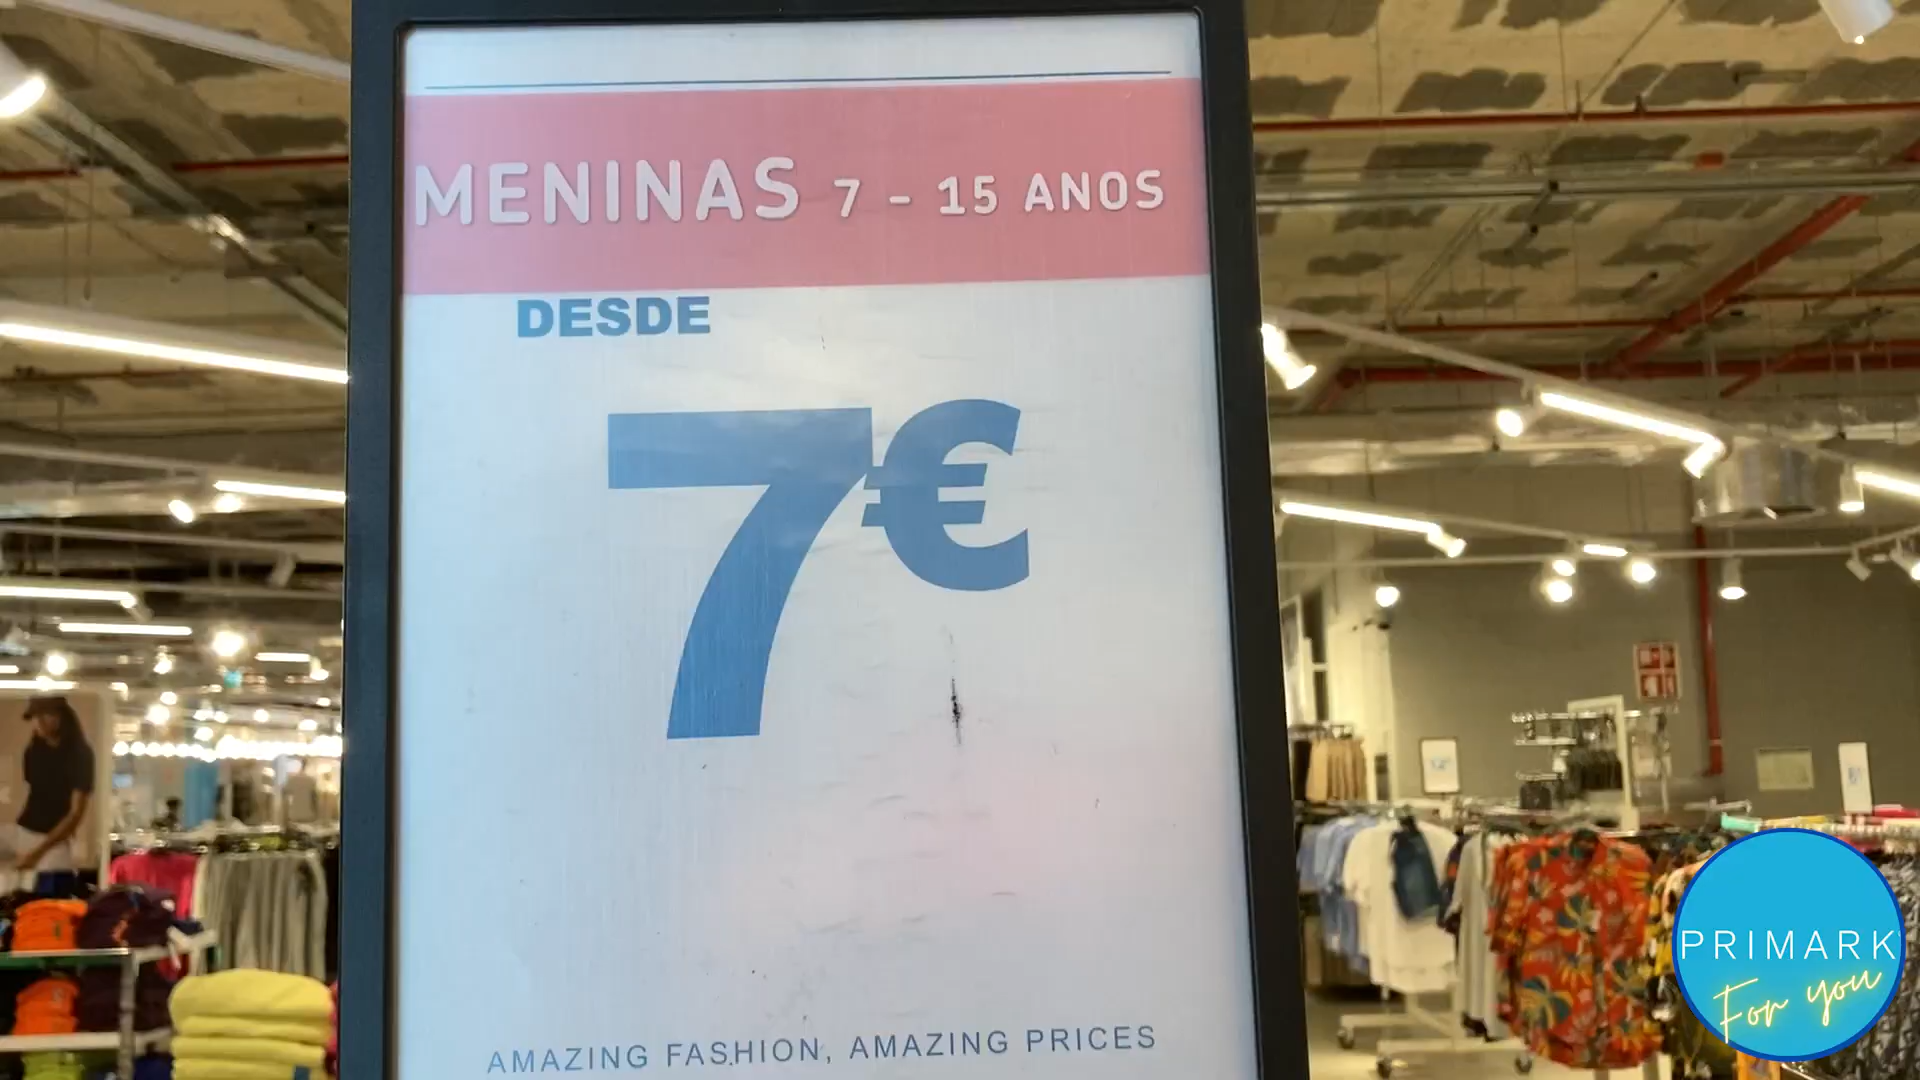 MENINAS 7 - 15 ANOS
DESDE
7€
AMAZING FASHION, AMAZING PRICES
PRIMARK
For you